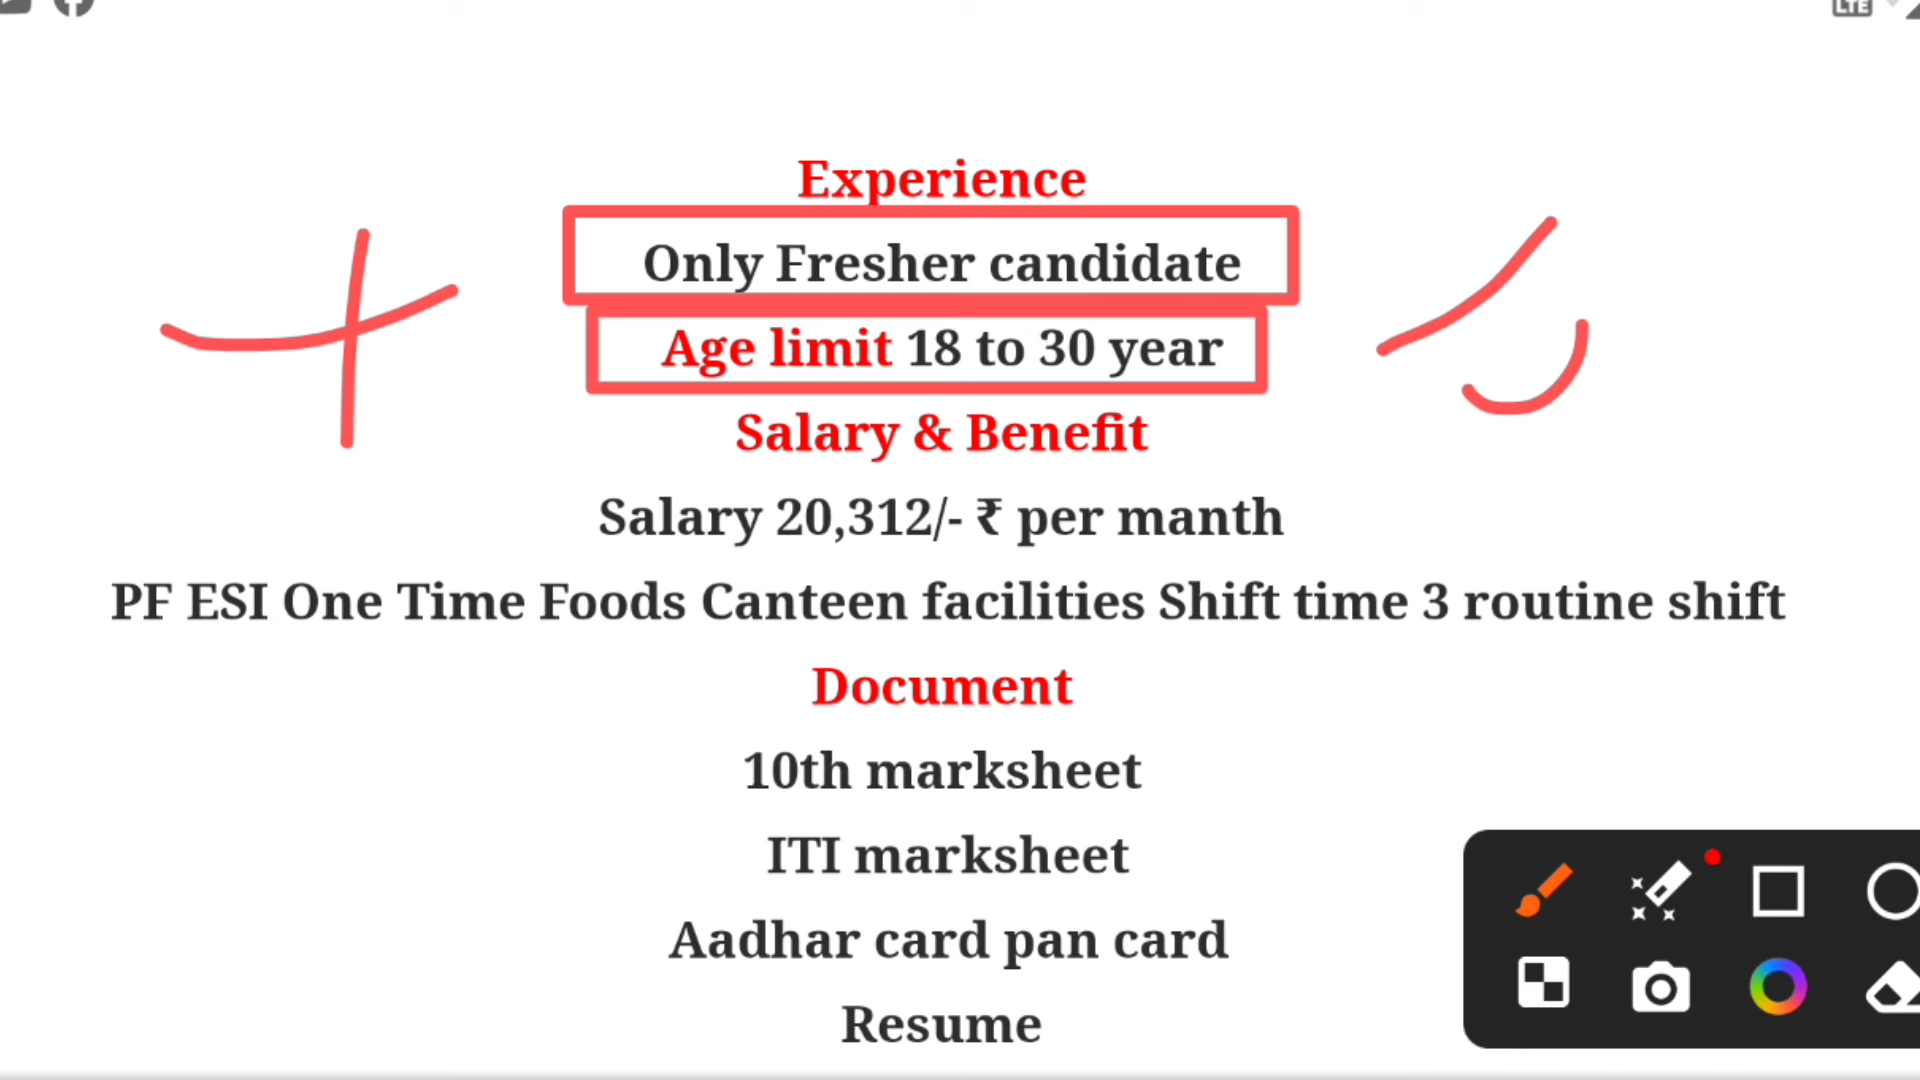 LTE
Experience
Only Fresher candidate
Age limit 18 to 30 year
Salary & Benefit
Salary 20,312/- ₹ per manth
PF ESI One Time Foods Canteen facilities Shift time 3 routine shift
Document
10th marksheet
ITI marksheet
Aadhar card pan card
Resume